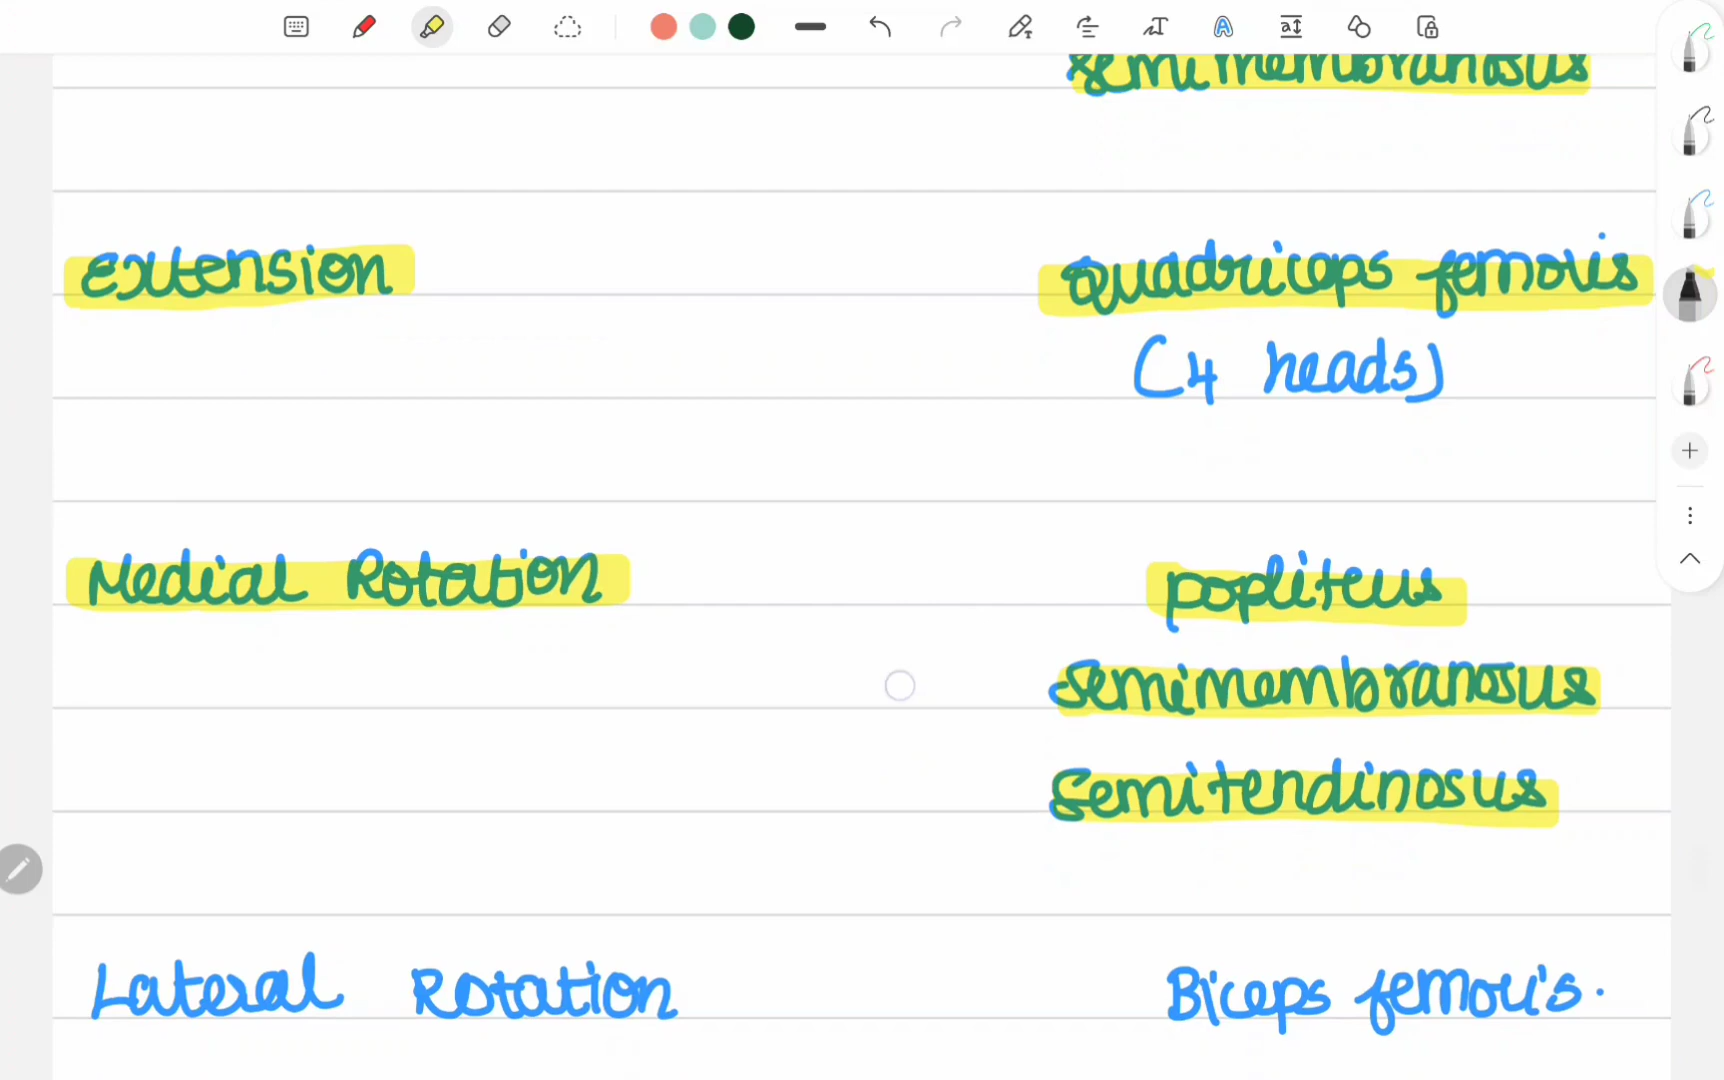 semimembranosus
Extension quadriceps femoris
(4 heads)
Medial Rotation popliteus
semimembranosus
semitendinosus
Lateral Rotation Biceps femoris.